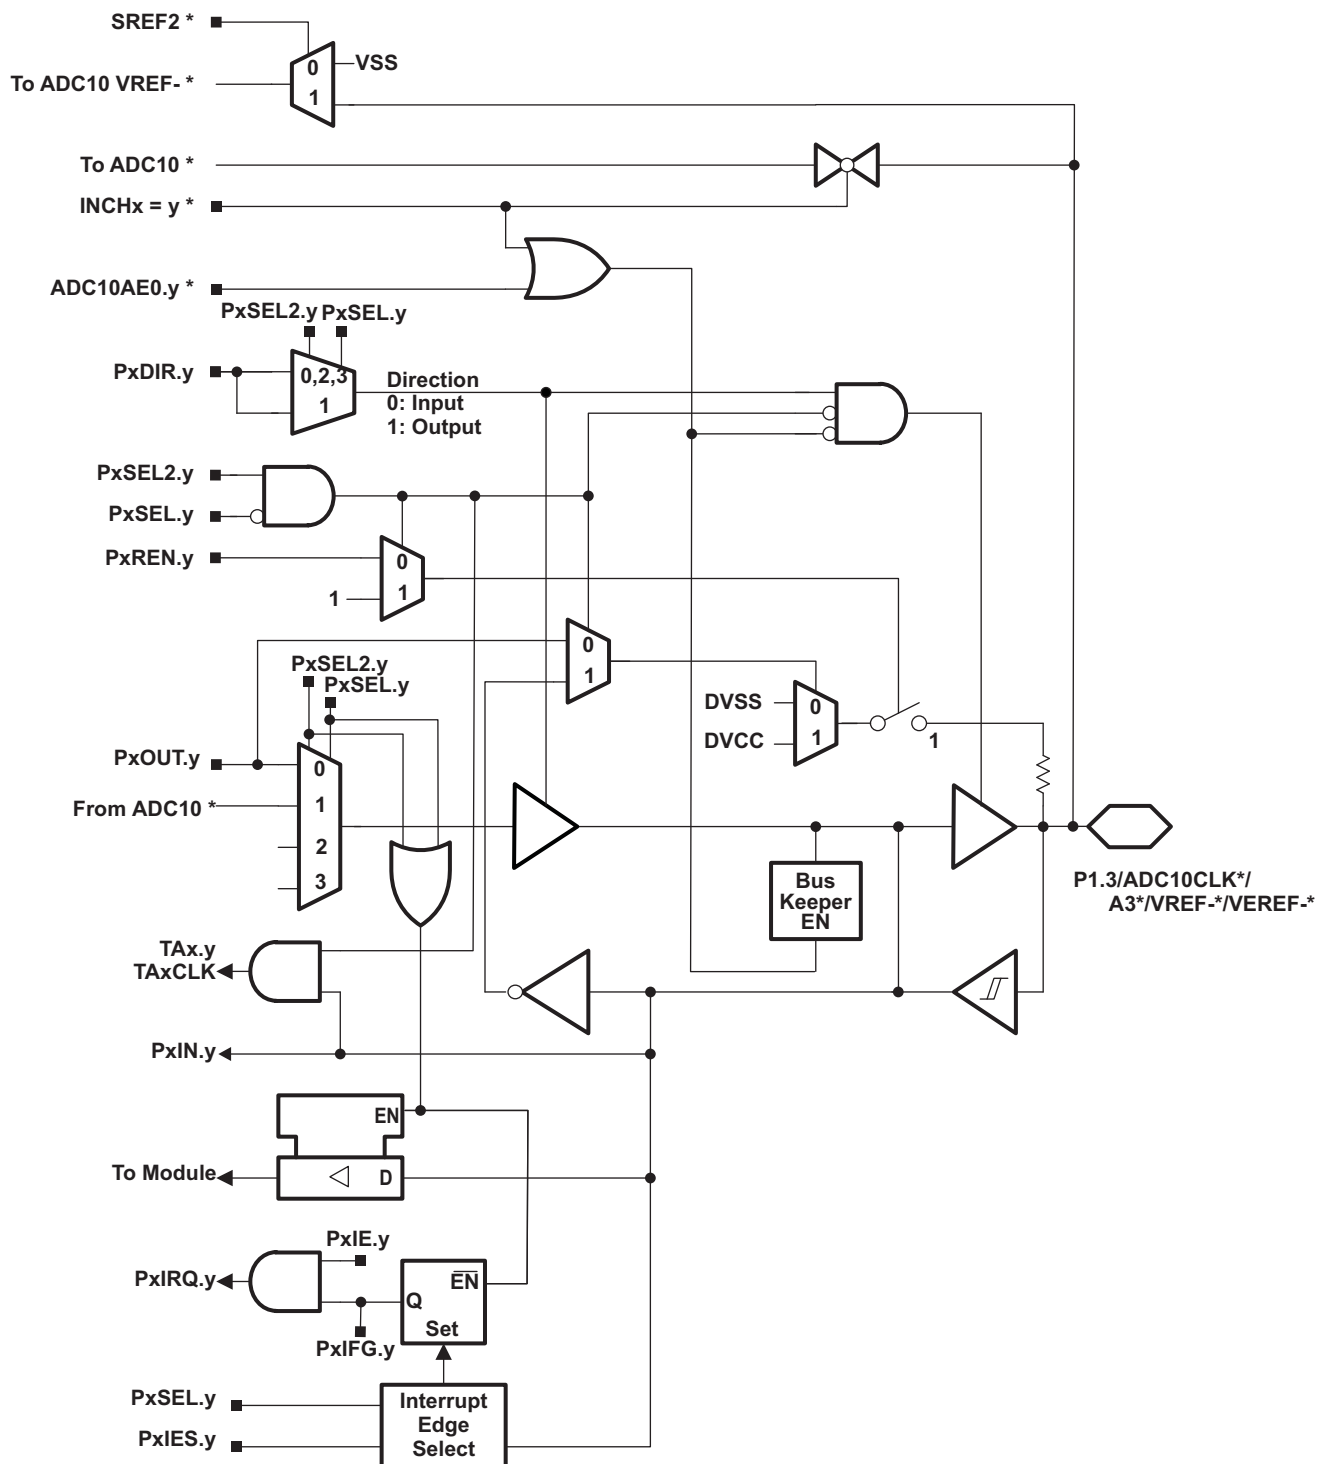 SREF2 *
VSS
0
To ADC10 VREF- *
1
To ADC10 *
INCHx = y *
ADC10AE0.y *
PxSEL2.y PxSEL.y
PxDIR.y
0,2,3
1
Direction
0: Input
1: Output
PxSEL2.y
PxSEL.y
PxREN.y
0
1
1
0
1
PxSEL2.y
PxSEL.y
DVSS
0
DVCC
1
1
PxOUT.y
0
From ADC10 *
1
2
3
Bus
Keeper
EN
P1.3/ADC10CLK*/
A3*/VREF-*/VEREF-*
TAx.y
TAxCLK
PxIN.y
EN
To Module
D
PxIE.y
PxIRQ.y
EN
Q
Set
PxIFG.y
PxSEL.y
PxIES.y
Interrupt
Edge
Select